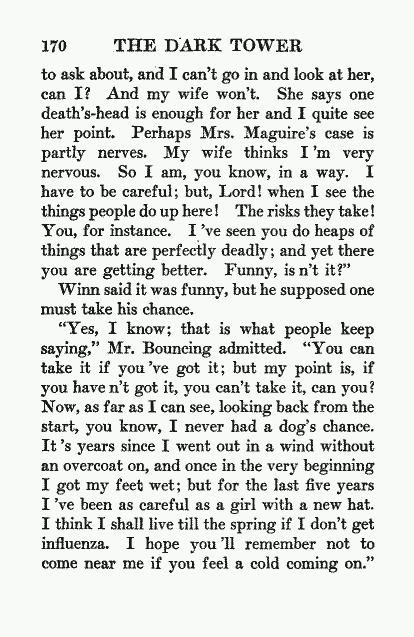 170 THE DARK TOWER
to ask about, and I can't go in and look at her,
can I? And my wife won't. She says one
death's-head is enough for her and I quite see
her point. Perhaps Mrs. Maguire's case is
partly nerves. My wife thinks I 'm very
nervous. So I am, you know, in a way. I
have to be careful; but, Lord! when I see the
things people do up here! The risks they take!
You, for instance. I 've seen you do heaps of
things that are perfectly deadly; and yet there
you are getting better. Funny, is n't it?"
Winn said it was funny, but he supposed one
must take his chance.
"Yes, I know; that is what people keep
saying," Mr. Bouncing admitted. "You can
take it if you 've got it; but my point is, if
you have n't got it, you can't take it, can you?
Now, as far as I can see, looking back from the
start, you know, I never had a dog's chance.
It 's years since I went out in a wind without
an overcoat on, and once in the very beginning
I got my feet wet; but for the last five years
I 've been as careful as a girl with a new hat.
I think I shall live till the spring if I don't get
influenza. I hope you 'll remember not to
come near me if you feel a cold coming on."